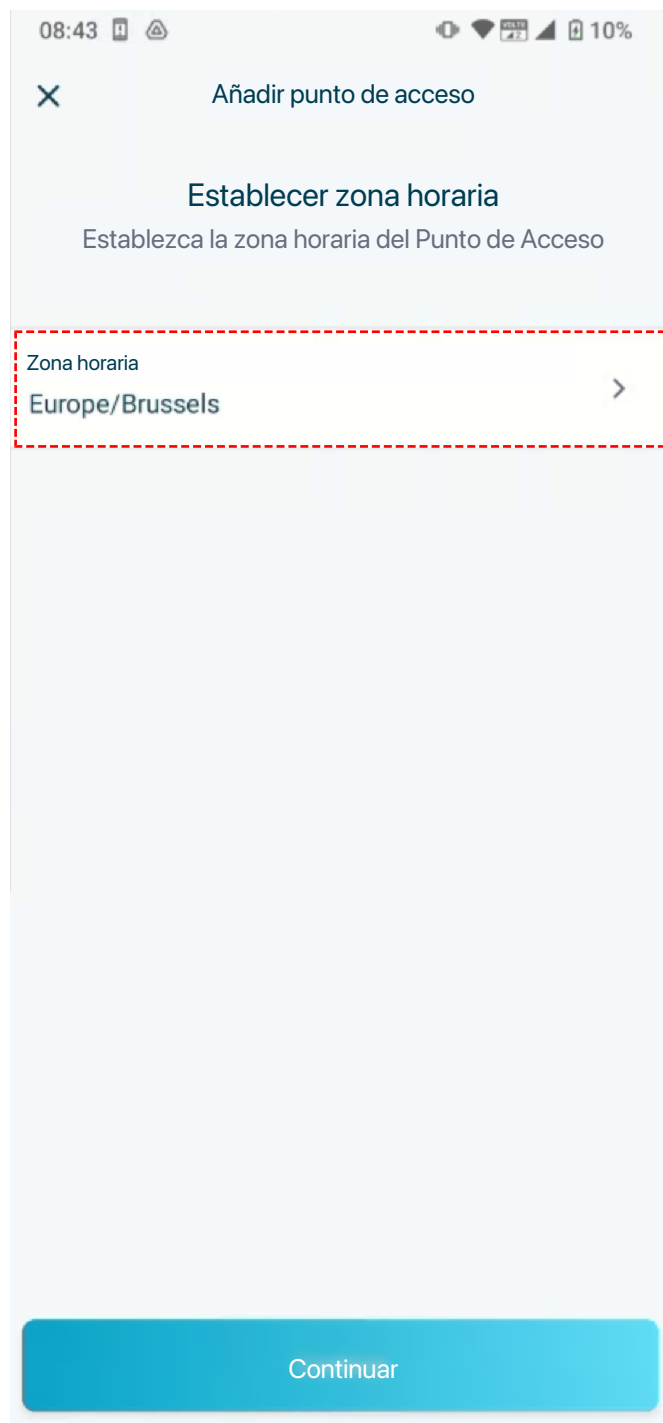 08:43 10%
Añadir punto de acceso
Establecer zona horaria
Establezca la zona horaria del Punto de Acceso
Zona horaria
Europe/Brussels
Continuar